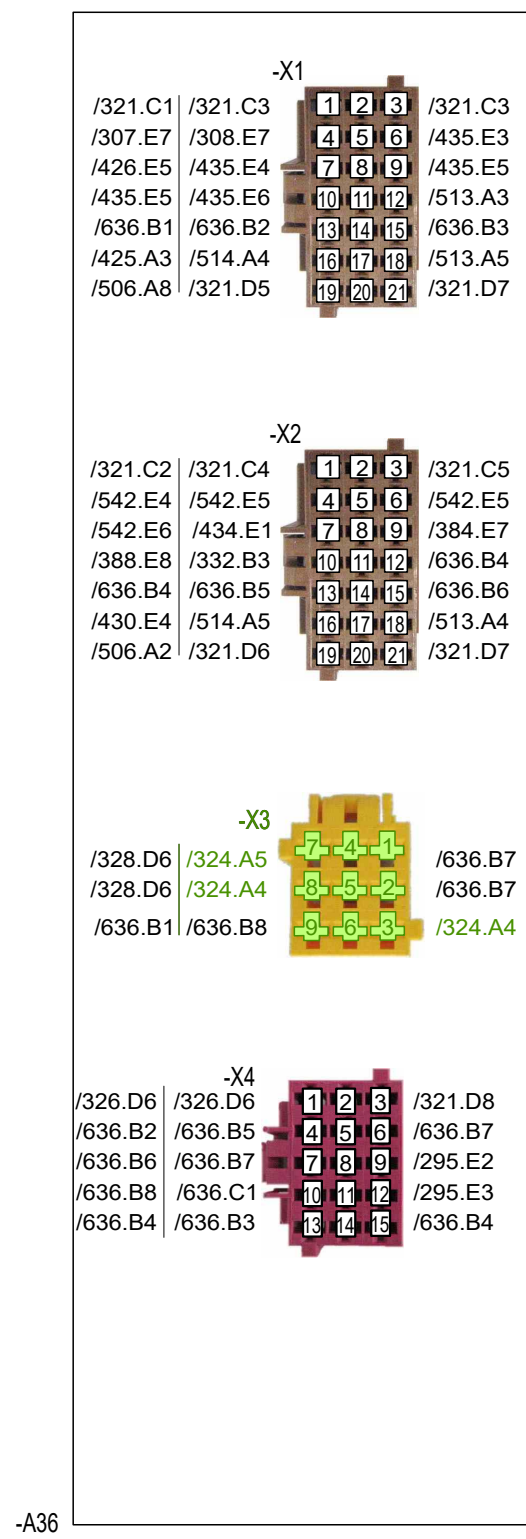 -X1
/321.C1 /321.C3 1 2 3 /321.C3
/307.E7 /308.E7 4 5 6 /435.E3
/426.E5 /435.E4 7 8 9 /435.E5
/435.E5 /435.E6 10 11 12 /513.A3
/636.B1 /636.B2 13 14 15 /636.B3
/425.A3 /514.A4 16 17 18 /513.A5
/506.A8 /321.D5 19 20 21 /321.D7
-X2
/321.C2 /321.C4 1 2 3 /321.C5
/542.E4 /542.E5 4 5 6 /542.E5
/542.E6 /434.E1 7 8 9 /384.E7
/388.E8 /332.B3 10 11 12 /636.B4
/636.B4 /636.B5 13 14 15 /636.B6
/430.E4 /514.A5 16 17 18 /513.A4
/506.A2 /321.D6 19 20 21 /321.D7
-X3
/328.D6 /324.A5 7 4 1 /636.B7
/328.D6 /324.A4 8 5 2 /636.B7
/636.B1 /636.B8 9 6 3 /324.A4
-X4
/326.D6 /326.D6 1 2 3 /321.D8
/636.B2 /636.B5 4 5 6 /636.B7
/636.B6 /636.B7 7 8 9 /295.E2
/636.B8 /636.C1 10 11 12 /295.E3
/636.B4 /636.B3 13 14 15 /636.B4
-A36